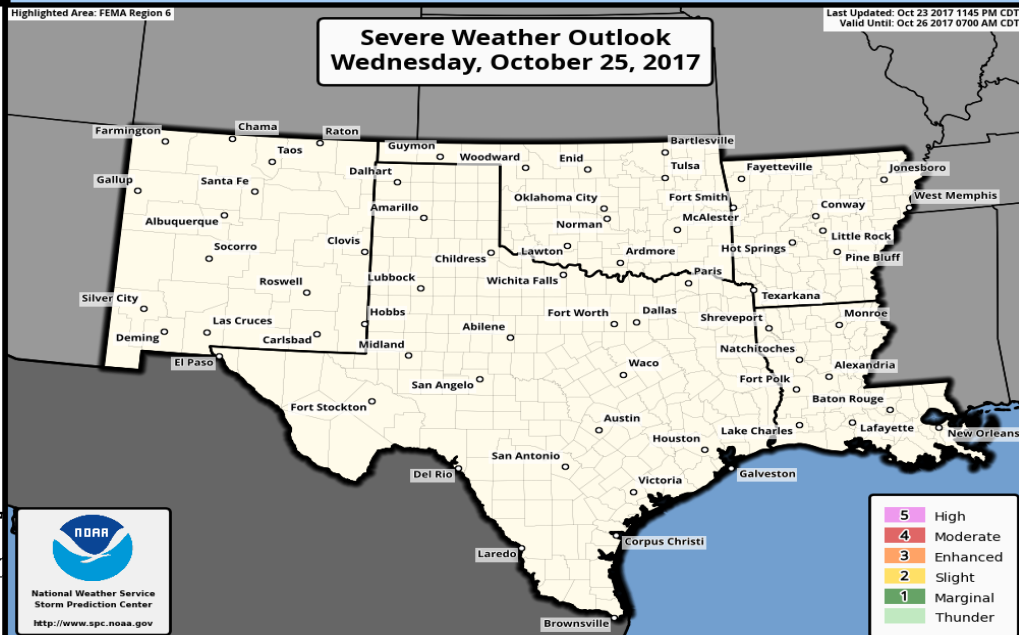 Highlighted Area: FEMA Region 6
Last Updated: Oct 23 2017 1145 PM CDT
Valid Until: Oct 26 2017 0700 AM CDT
Severe Weather Outlook
Wednesday, October 25, 2017
Farmington
Chama
Raton
Taos
Gallup
Santa Fe
Albuquerque
Socorro
Clovis
Roswell
Silver City
Las Cruces
Deming
Carlsbad
Hobbs
Guymon
Woodward
Enid
Bartlesville
Tulsa
Oklahoma City
Norman
McAlester
Lawton
Ardmore
Fayetteville
Jonesboro
Fort Smith
Conway
West Memphis
Little Rock
Hot Springs
Pine Bluff
Texarkana
Dalhart
Amarillo
Childress
Lubbock
Wichita Falls
Paris
Abilene
Fort Worth
Dallas
Midland
El Paso
San Angelo
Waco
Fort Stockton
Austin
Houston
San Antonio
Del Rio
Galveston
Victoria
Laredo
Corpus Christi
Brownsville
Shreveport
Monroe
Natchitoches
Alexandria
Fort Polk
Baton Rouge
Lake Charles
Lafayette
New Orleans
NOAA
National Weather Service
Storm Prediction Center
http://www.spc.noaa.gov
5 High
4 Moderate
3 Enhanced
2 Slight
1 Marginal
Thunder